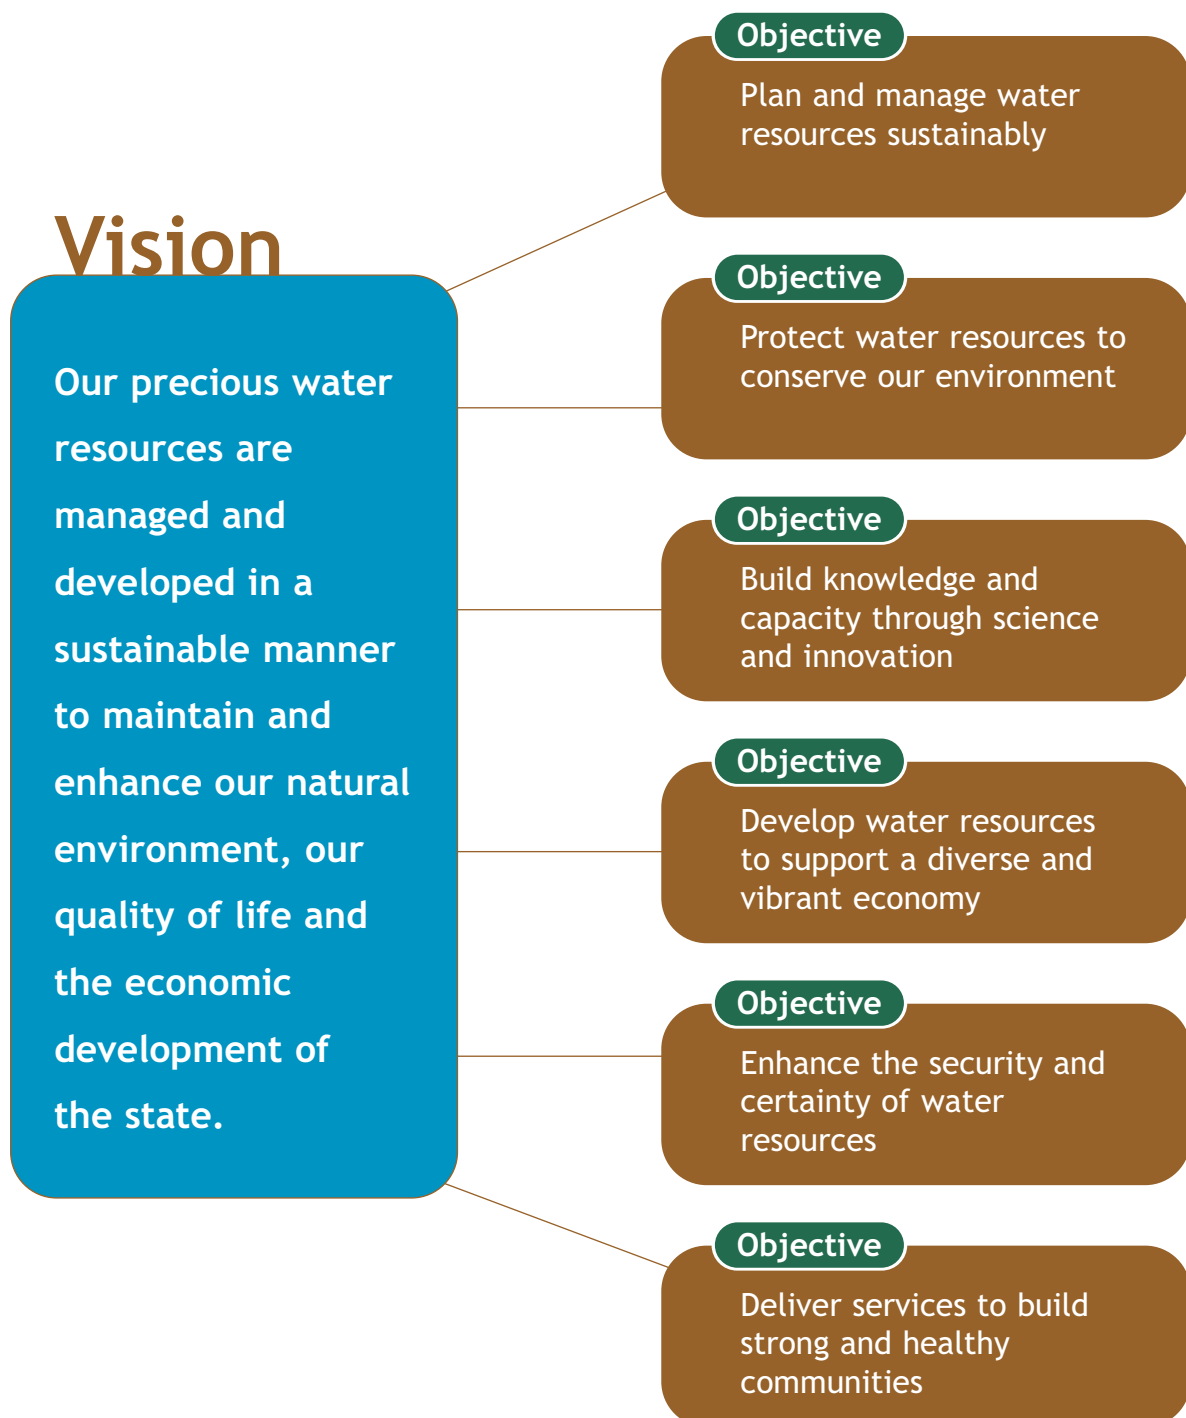 Vision
Our precious water
resources are
managed and
developed in a
sustainable manner
to maintain and
enhance our natural
environment, our
quality of life and
the economic
development of
the state.
Objective
Plan and manage water
resources sustainably
Objective
Protect water resources to
conserve our environment
Objective
Build knowledge and
capacity through science
and innovation
Objective
Develop water resources
to support a diverse and
vibrant economy
Objective
Enhance the security and
certainty of water
resources
Objective
Deliver services to build
strong and healthy
communities